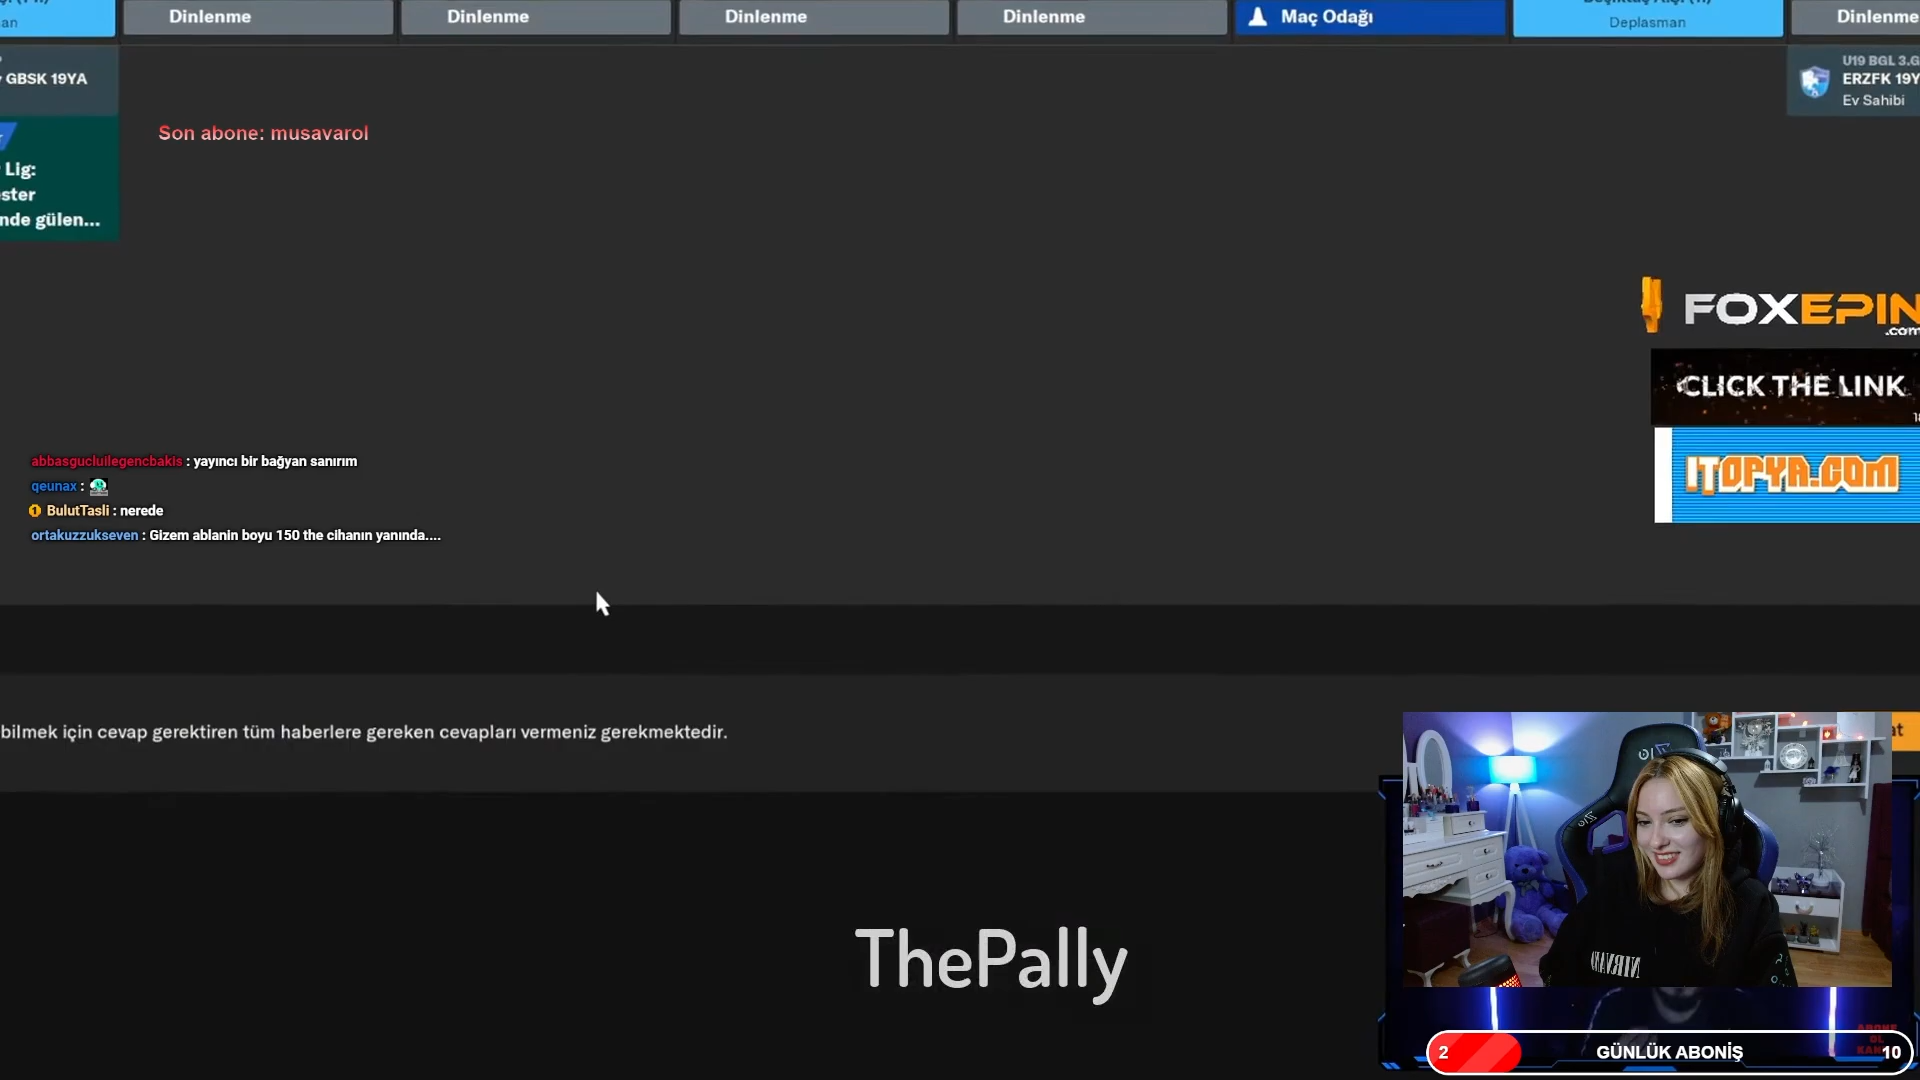 an
Dinlenme
Dinlenme
Dinlenme
Dinlenme
Maç Odağı
Deplasman
Dinlenme
GBSK 19YA
U19 BGL 3.G
ERZFK 19Y
Ev Sahibi
Son abone: musavarol
Lig:
ster
nde gülen...
FOXEPIN
.com
CLICK THE LINK
ITOPYA.COM
abbasgucluilegencbakis : yayıncı bir bağyan sanırım
qeunax :
BulutTasli : nerede
ortakuzzukseven : Gizem ablanin boyu 150 the cihanın yanında....
bilmek için cevap gerektiren tüm haberlere gereken cevapları vermeniz gerekmektedir.
at
NIRVANA
ThePally
2 GÜNLÜK ABONİŞ 10